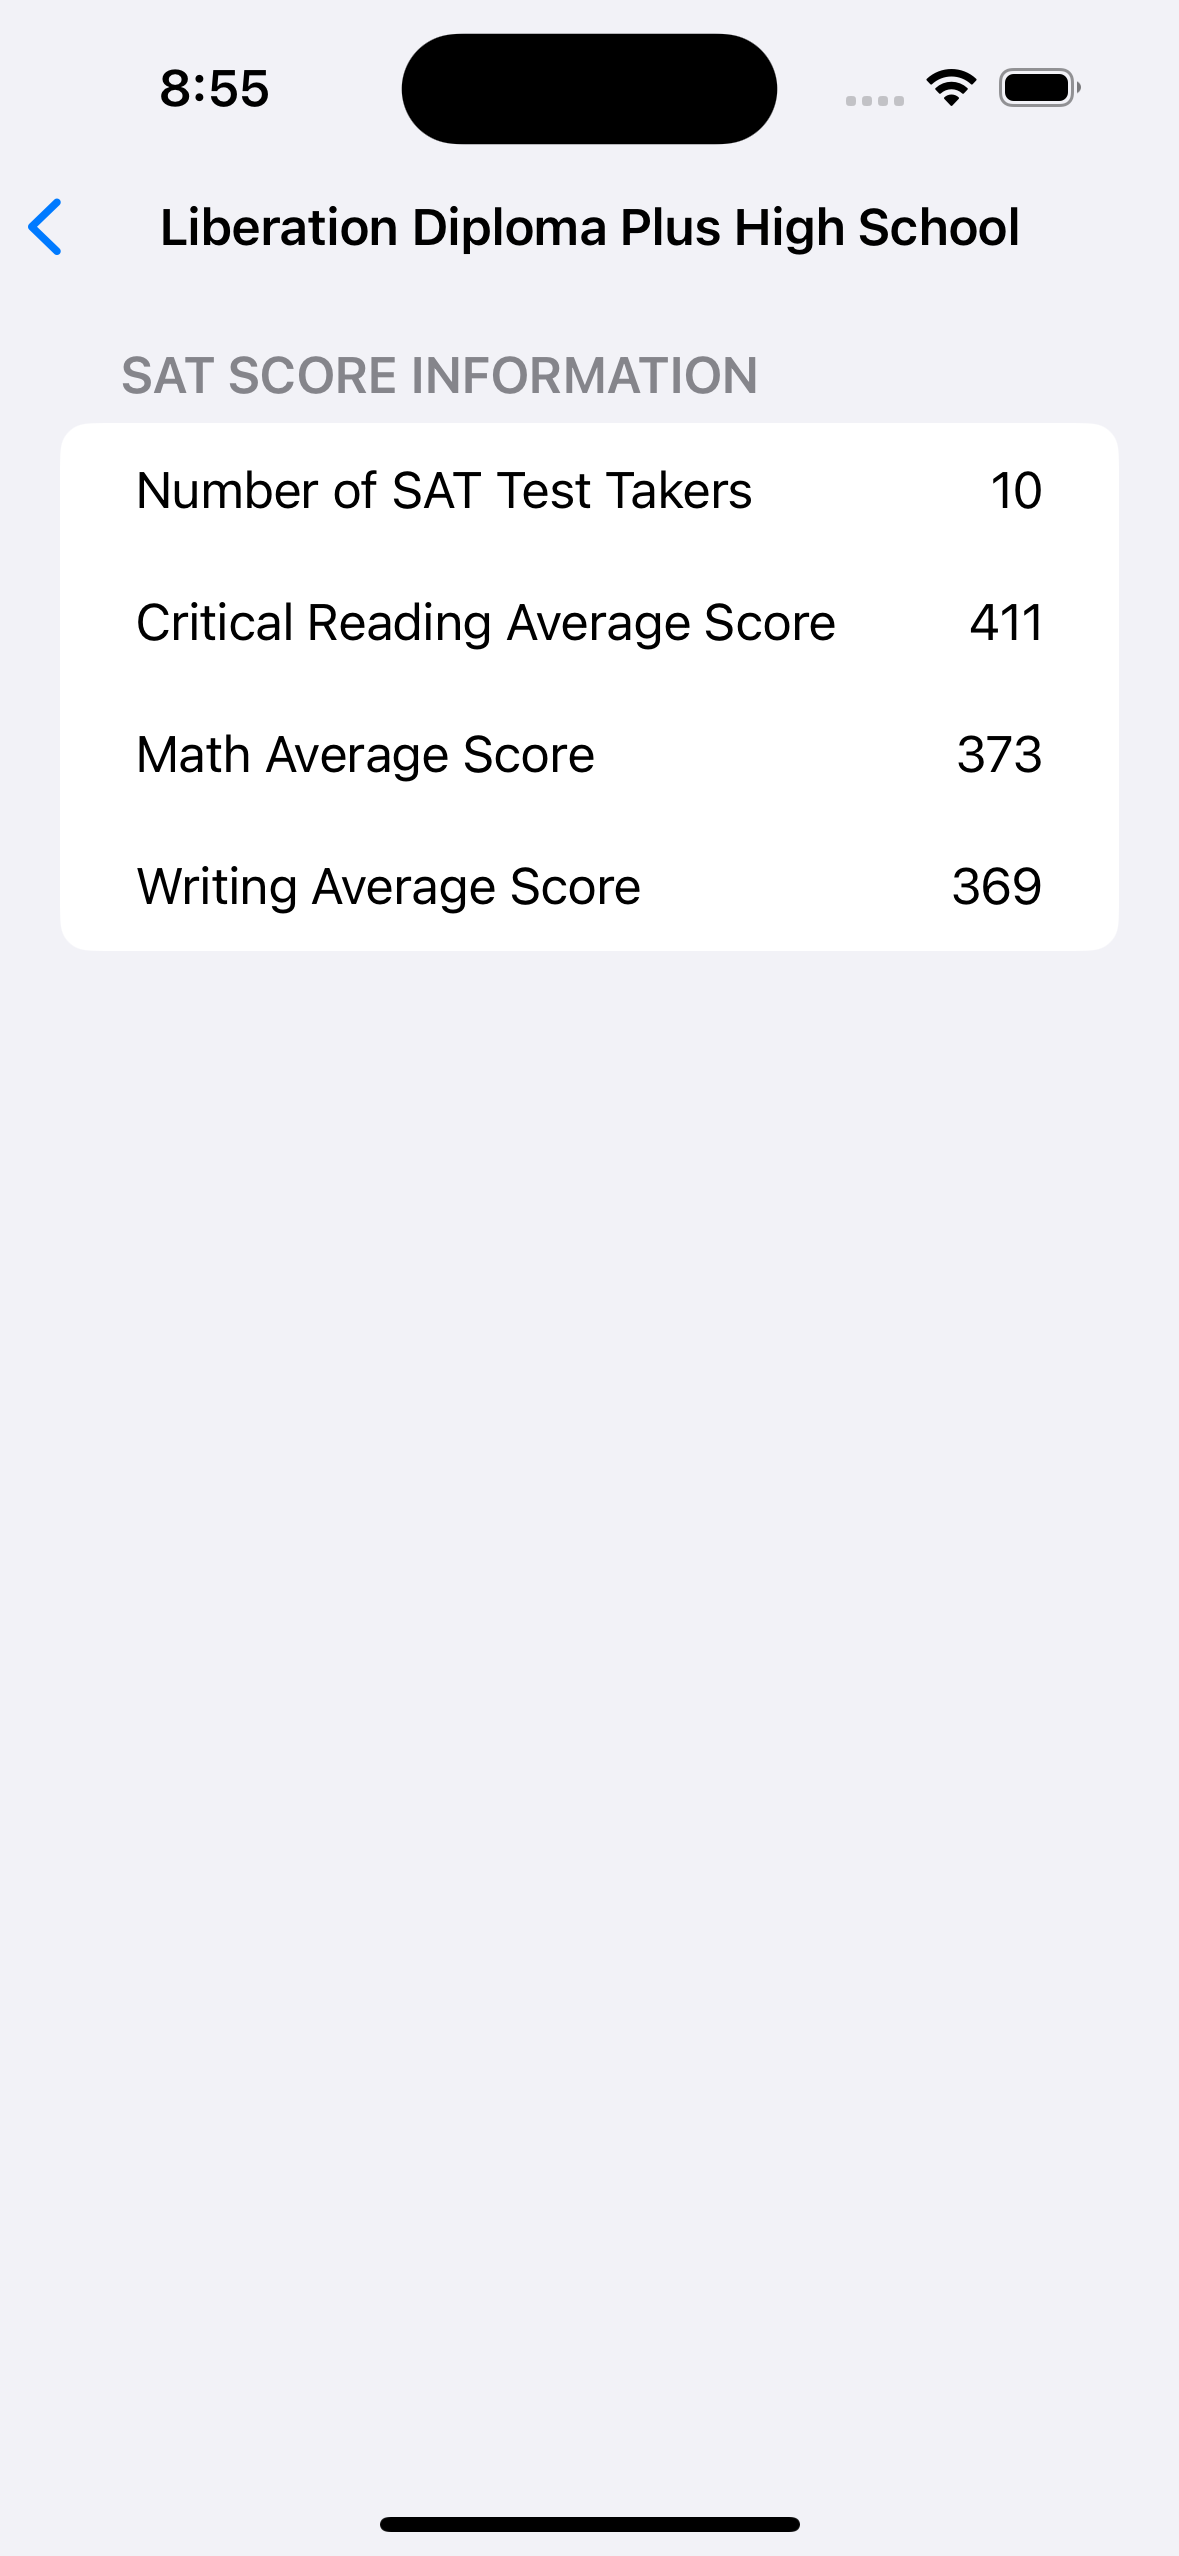 8:55
Liberation Diploma Plus High School
SAT SCORE INFORMATION
Number of SAT Test Takers 10
Critical Reading Average Score 411
Math Average Score 373
Writing Average Score 369